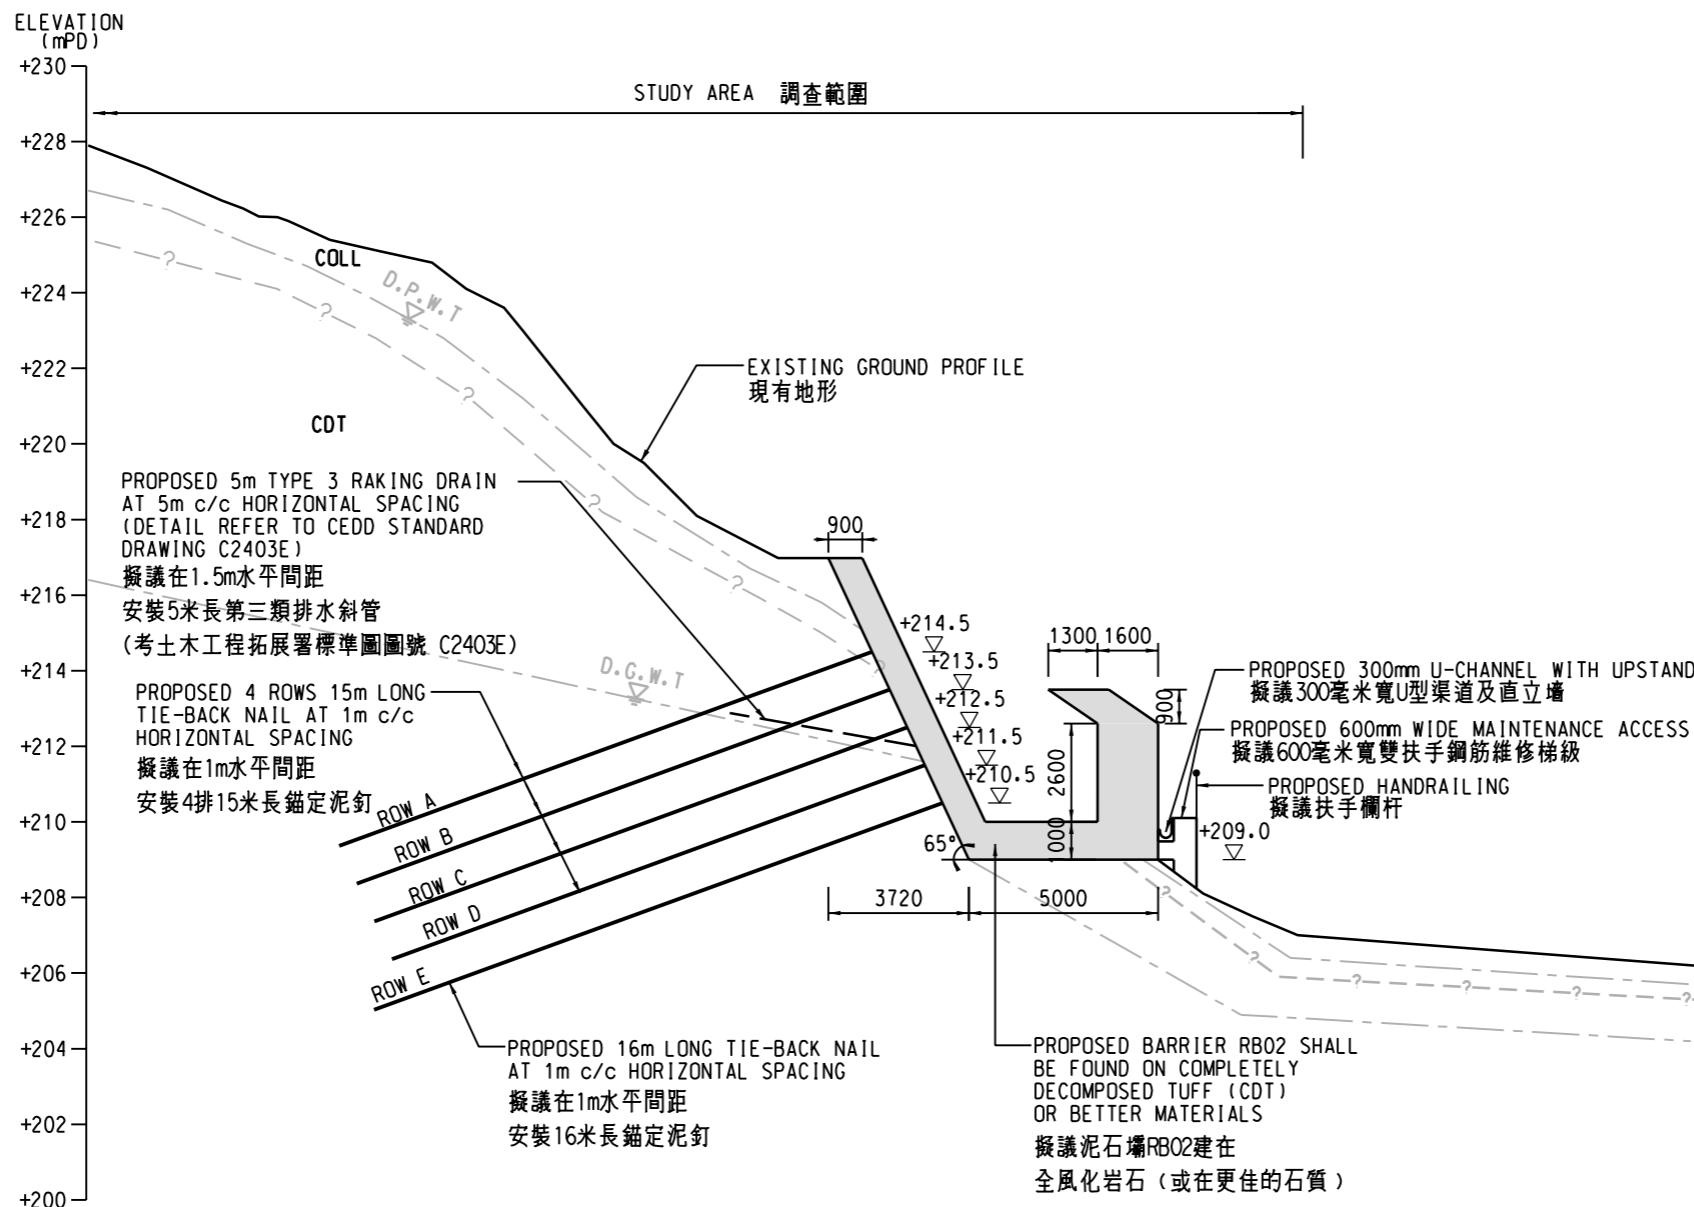 ELEVATION
(mPD)
+230
+228
+226
+224
+222
+220
+218
+216
+214
+212
+210
+208
+206
+204
+202
+200
STUDY AREA 調查範圍
COLL
D.P.W.T
EXISTING GROUND PROFILE
現有地形
CDT
PROPOSED 5m TYPE 3 RAKING DRAIN
AT 5m c/c HORIZONTAL SPACING
(DETAIL REFER TO CEDD STANDARD
DRAWING C2403E)
擬議在1.5m水平間距
安裝5米長第三類排水斜管
(考土木工程拓展署標準圖圖號 C2403E)
D.G.W.T
PROPOSED 4 ROWS 15m LONG
TIE-BACK NAIL AT 1m c/c
HORIZONTAL SPACING
擬議在1m水平間距
安裝4排15米長錨定泥釘
ROW A
ROW B
ROW C
ROW D
ROW E
900
+214.5
+213.5
+212.5
+211.5
+210.5
1300 1600
900
2600
000
65°
3720
5000
PROPOSED 300mm U-CHANNEL WITH UPSTAND
擬議300毫米寬U型渠道及直立墻
PROPOSED 600mm WIDE MAINTENANCE ACCESS
擬議600毫米寬雙扶手鋼筋維修梯級
PROPOSED HANDRAILING
擬議扶手欄杆
+209.0
? ? ? ? ? ? ?
? ? ? ? ? ?
PROPOSED 16m LONG TIE-BACK NAIL
AT 1m c/c HORIZONTAL SPACING
擬議在1m水平間距
安裝16米長錨定泥釘
PROPOSED BARRIER RB02 SHALL
BE FOUND ON COMPLETELY
DECOMPOSED TUFF (CDT)
OR BETTER MATERIALS
擬議泥石壩RB02建在
全風化岩石（或在更佳的石質）